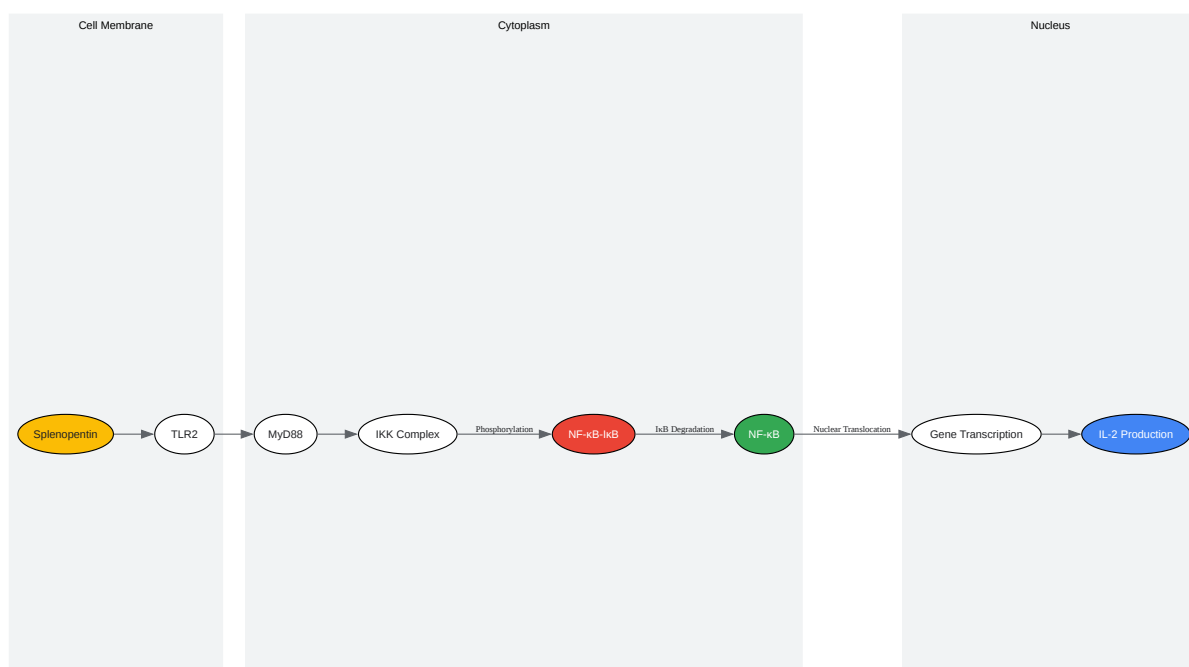 Cell Membrane
Cytoplasm
Nucleus
Splenopentin
TLR2
MyD88
IKK Complex
Phosphorylation
NF-κB-IκB
IκB Degradation
NF-κB
Nuclear Translocation
Gene Transcription
IL-2 Production